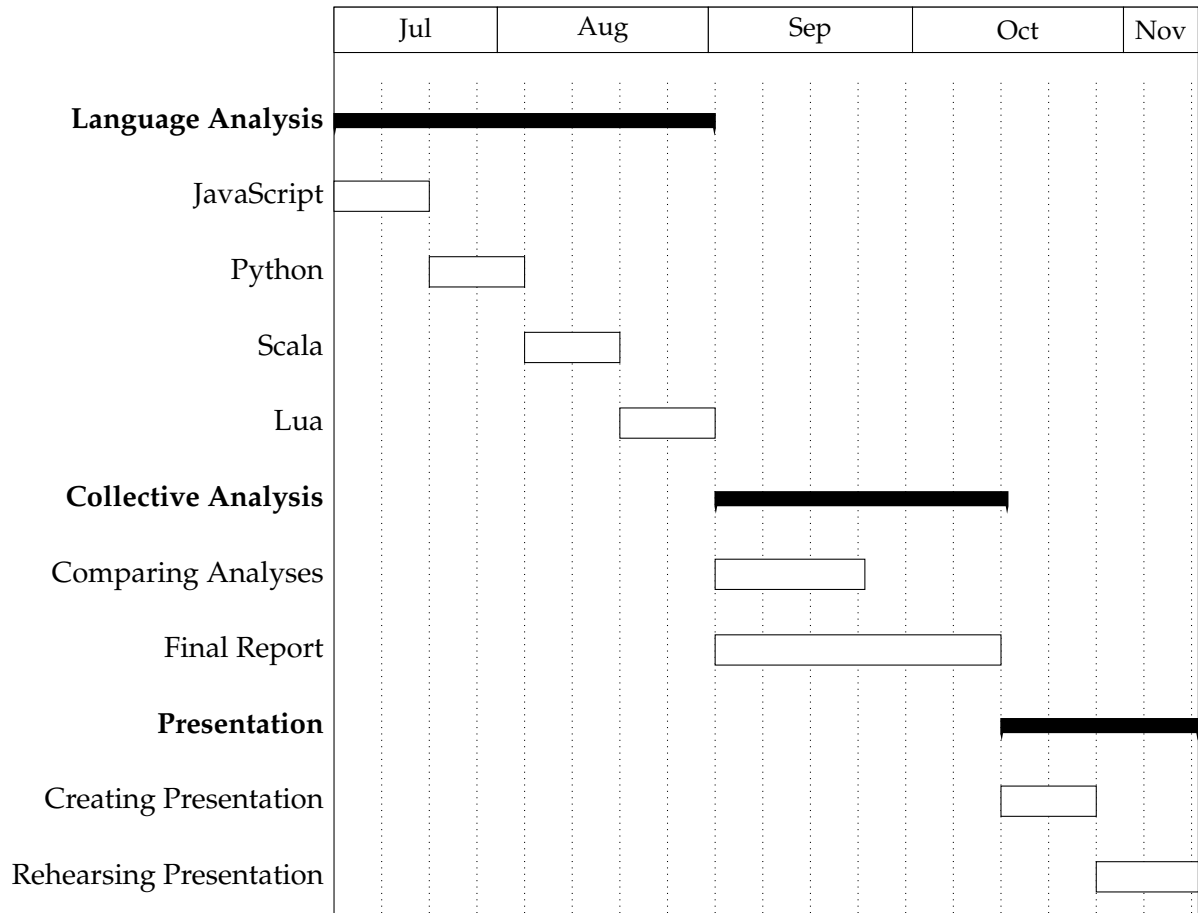 Jul Aug Sep Oct Nov
Language Analysis
JavaScript
Python
Scala
Lua
Collective Analysis
Comparing Analyses
Final Report
Presentation
Creating Presentation
Rehearsing Presentation